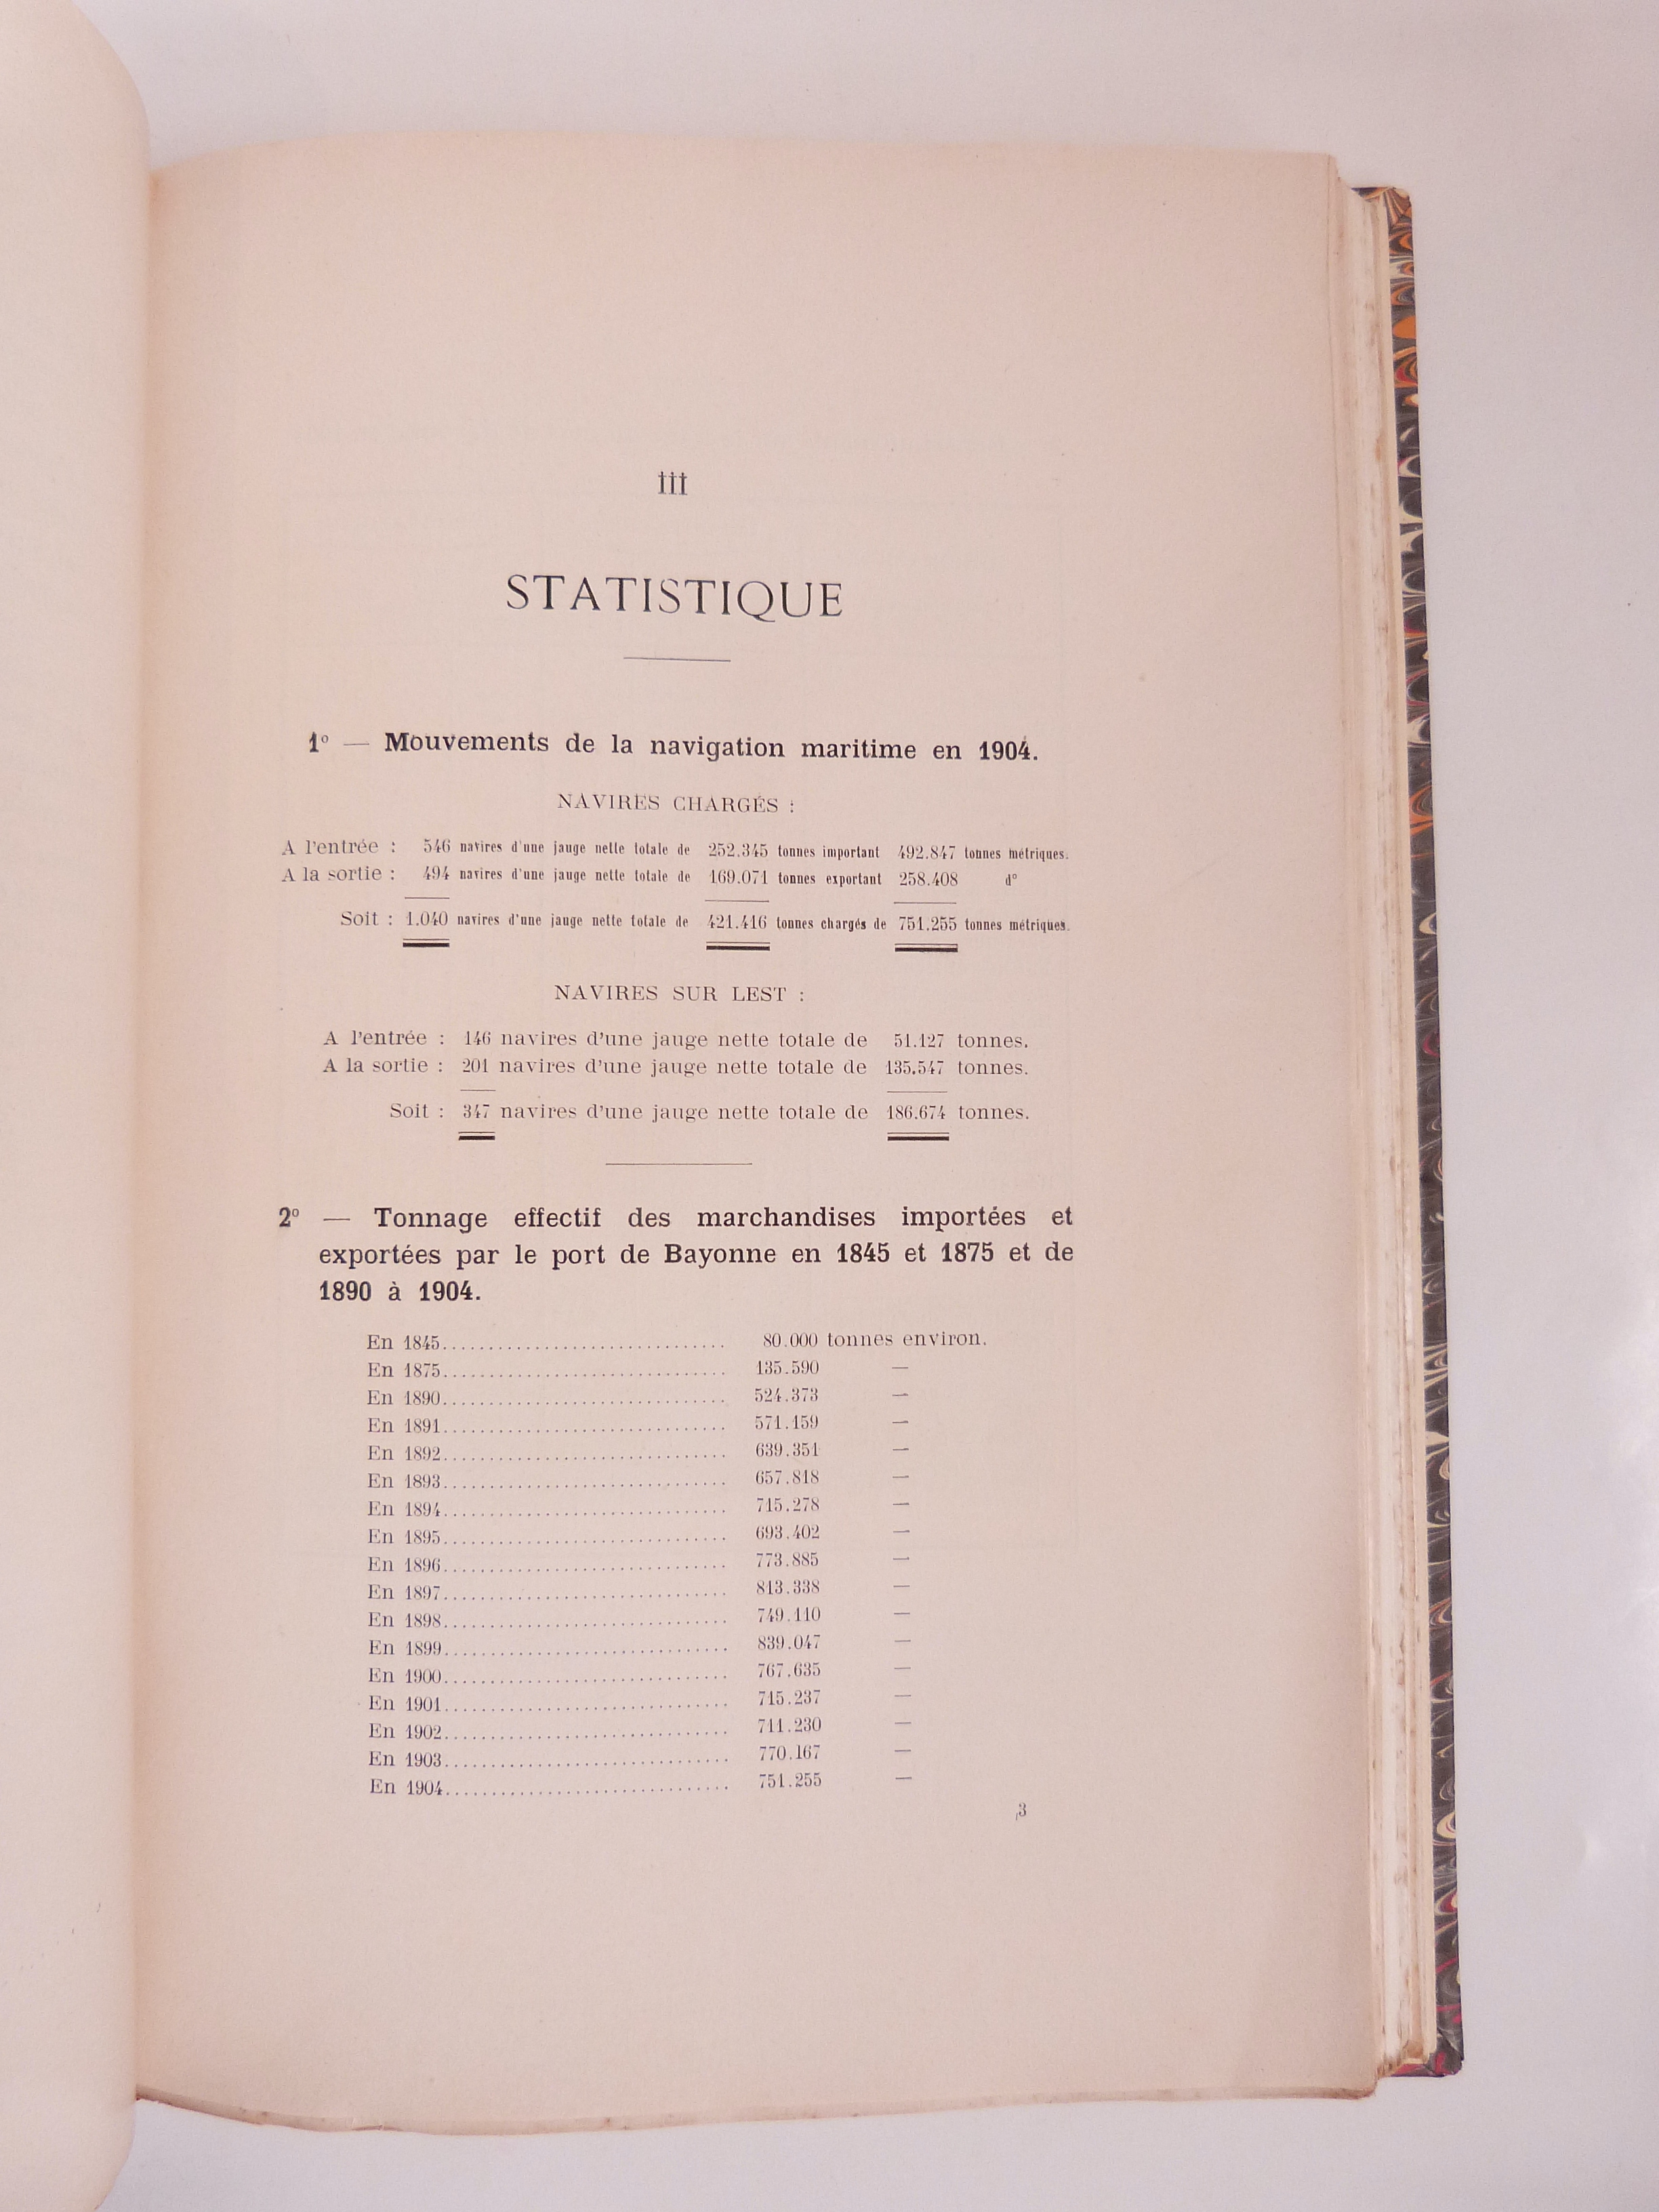 III
STATISTIQUE
1º — Mouvements de la navigation maritime en 1904.
NAVIRES CHARGÉS :
A l'entrée : 546 navires d'une jauge nette totale de 252.345 tonnes important 492.847 tonnes métriques.
A la sortie : 494 navires d'une jauge nette totale de 169.071 tonnes exportant 258.408 dº
Soit : 1.040 navires d'une jauge nette totale de 421.416 tonnes chargés de 751.255 tonnes métriques.
NAVIRES SUR LEST :
A l'entrée : 146 navires d'une jauge nette totale de 51.127 tonnes.
A la sortie : 201 navires d'une jauge nette totale de 135.547 tonnes.
Soit : 347 navires d'une jauge nette totale de 186.674 tonnes.
2º — Tonnage effectif des marchandises importées et
exportées par le port de Bayonne en 1845 et 1875 et de
1890 à 1904.
En 1845............................... 80.000 tonnes environ.
En 1875............................... 135.590 —
En 1890............................... 524.373 —
En 1891............................... 571.159 —
En 1892............................... 639.351 —
En 1893............................... 657.818 —
En 1894............................... 715.278 —
En 1895............................... 693.402 —
En 1896............................... 773.885 —
En 1897............................... 813.338 —
En 1898............................... 749.110 —
En 1899............................... 839.047 —
En 1900............................... 767.635 —
En 1901............................... 715.237 —
En 1902............................... 711.230 —
En 1903............................... 770.167 —
En 1904............................... 751.255 —
3